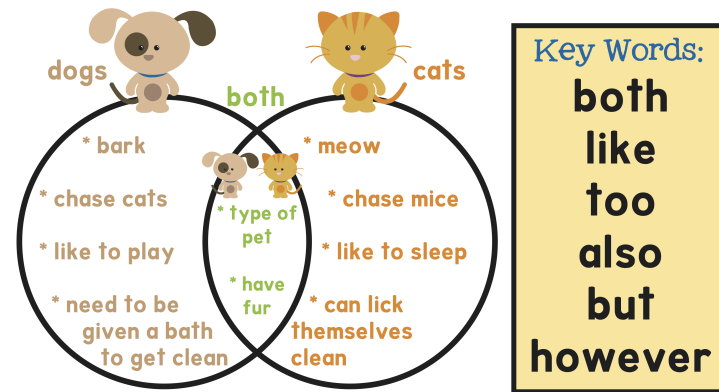 dogs
both
cats
* bark
* chase cats
* like to play
* need to be
given a bath
to get clean
* type of
pet
* have
fur
* meow
* chase mice
* like to sleep
* can lick
themselves
clean
Key Words:
both
like
too
also
but
however